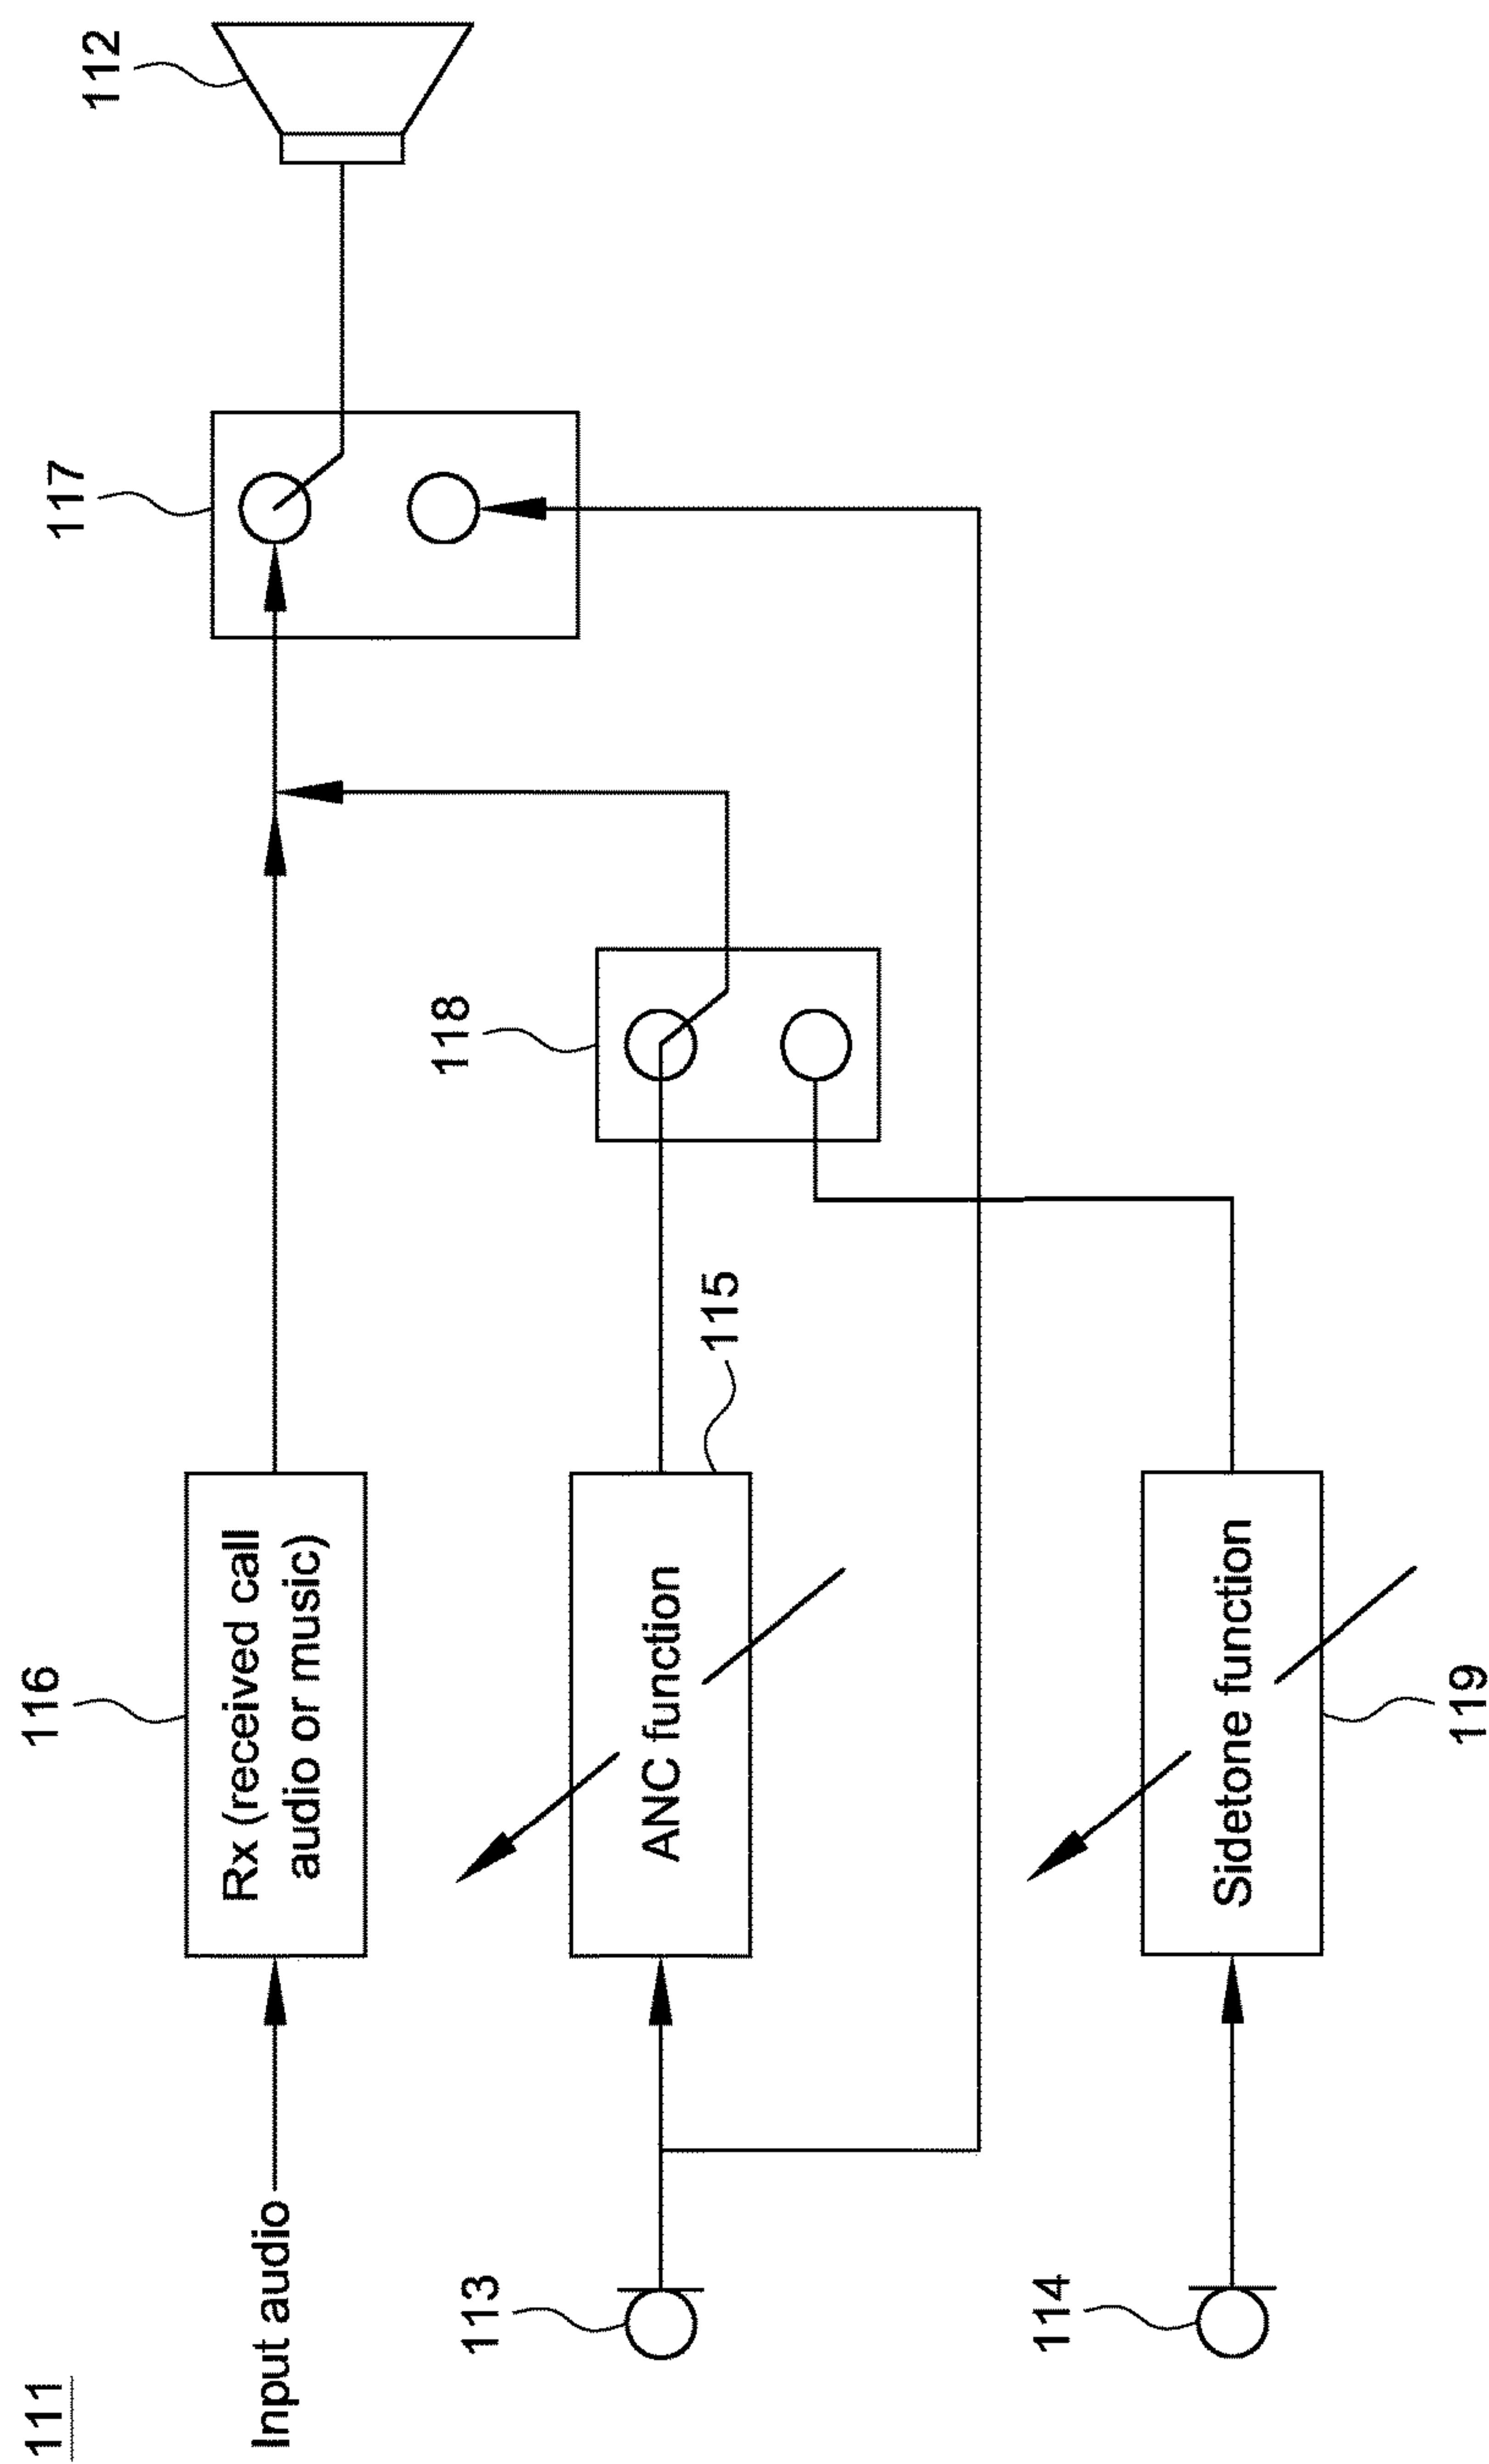 111
Input audio
116
Rx (received call
audio or music)
117
112
113
ANC function
115
118
114
Sidetone function
119